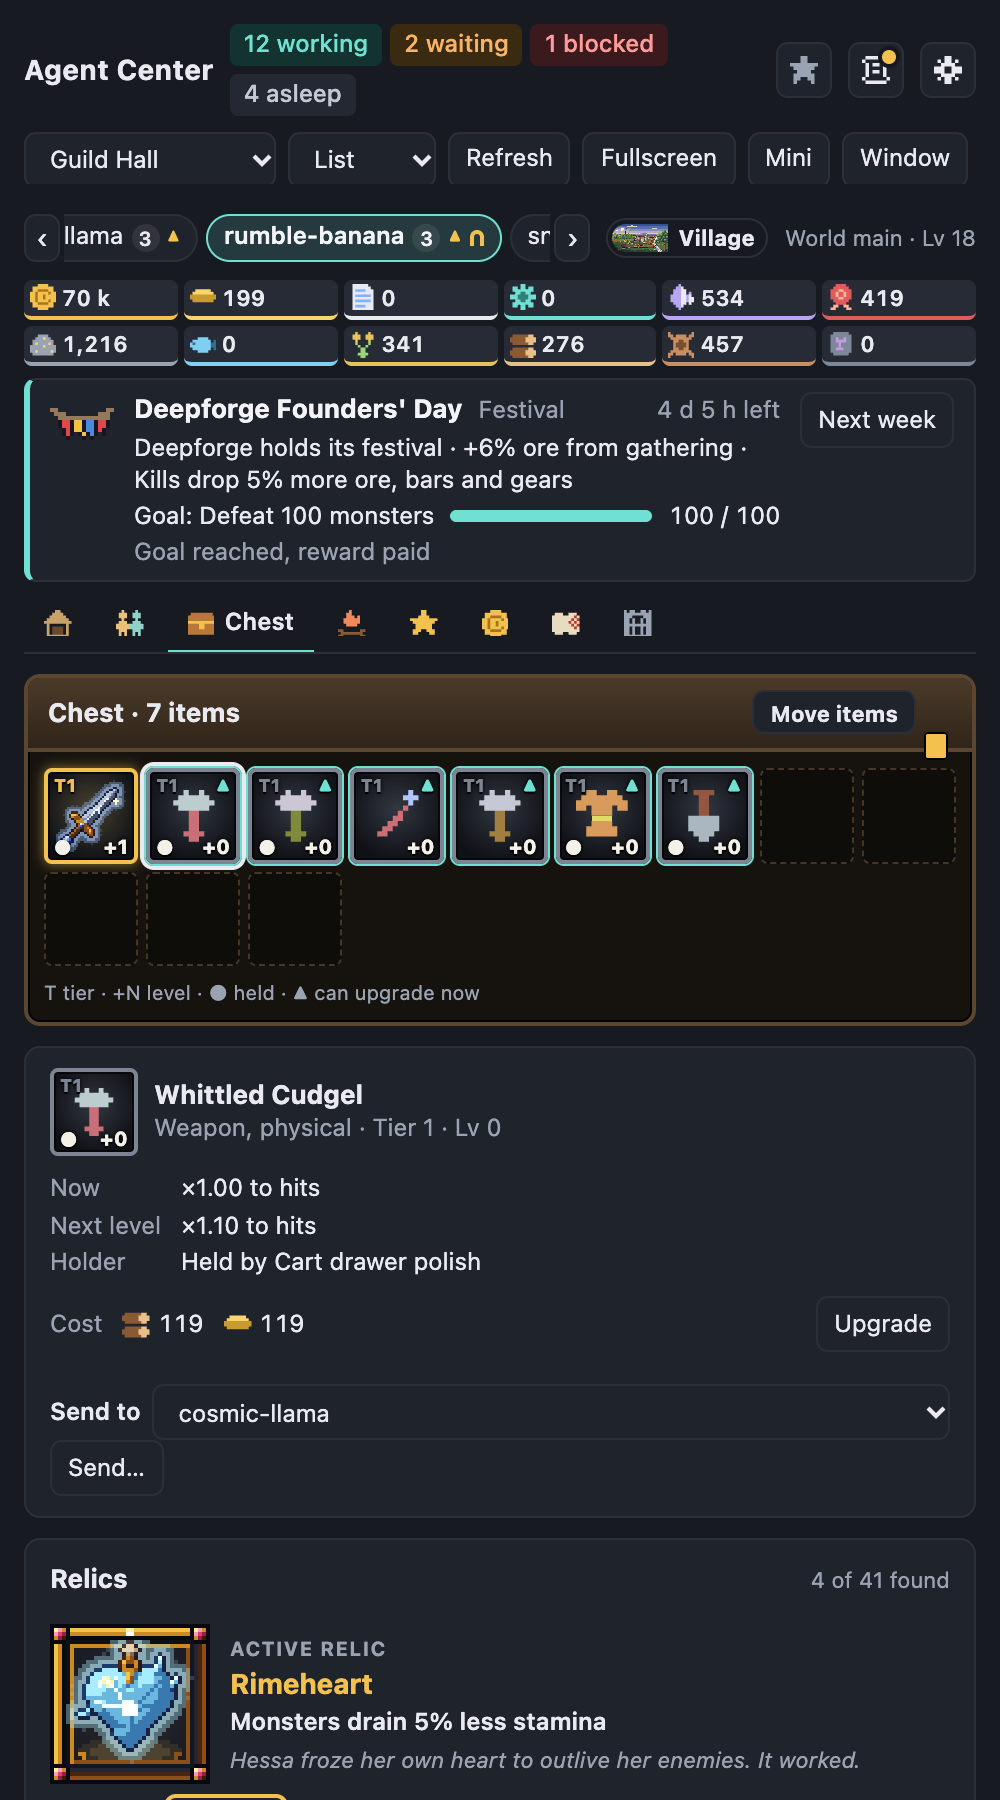 Agent Center
12 working
2 waiting
1 blocked
4 asleep
Guild Hall
List
Refresh
Fullscreen
Mini
Window
‹
llama 3
rumble-banana 3
›
Village
World main · Lv 18
70 k
199
0
0
534
419
1,216
0
341
276
457
0
Deepforge Founders' Day Festival
4 d 5 h left
Next week
Deepforge holds its festival · +6% ore from gathering ·
Kills drop 5% more ore, bars and gears
Goal: Defeat 100 monsters
100 / 100
Goal reached, reward paid
Chest
Chest · 7 items
Move items
T1 +1
T1 +0
T1 +0
T1 +0
T1 +0
T1 +0
T1 +0
T tier · +N level · ● held · ▲ can upgrade now
T1 +0
Whittled Cudgel
Weapon, physical · Tier 1 · Lv 0
Now ×1.00 to hits
Next level ×1.10 to hits
Holder Held by Cart drawer polish
Cost 119 119
Upgrade
Send to cosmic-llama
Send...
Relics
4 of 41 found
ACTIVE RELIC
Rimeheart
Monsters drain 5% less stamina
Hessa froze her own heart to outlive her enemies. It worked.